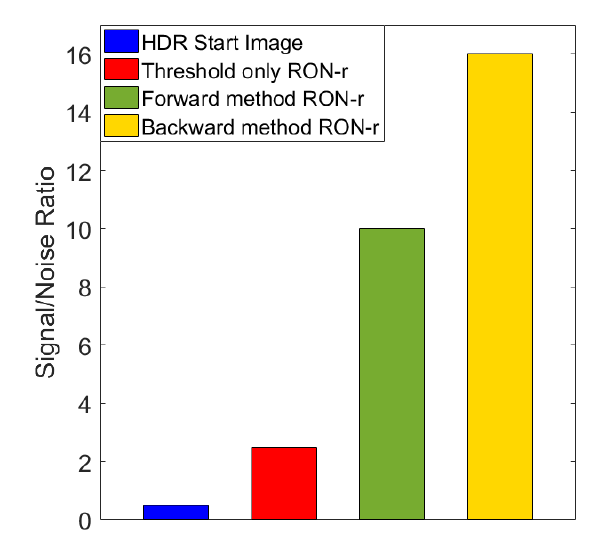 HDR Start Image
Threshold only RON-r
Forward method RON-r
Backward method RON-r
Signal/Noise Ratio
16
14
12
10
8
6
4
2
0